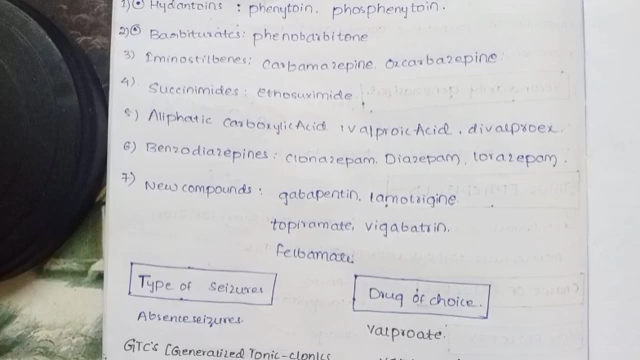 1) Hydantoins : phenytoin. phosphenytoin.
2) Barbiturates: phenobarbitone
3) Iminostilbenes: Carbamazepine. Oxcarbazepine.
4) Succinimides: ethosuximide
5) Aliphatic Carboxylic Acid : valproic Acid, divalproex.
6) Benzodiazepines: clonazepam. Diazepam, lorazepam.
7) New compounds: gabapentin, lamotrigine
topiramate, vigabatrin.
felbamate.
Type of seizures
Drug of choice.
Absence seizures
valproate.
GTC's [Generalized Tonic-clonics